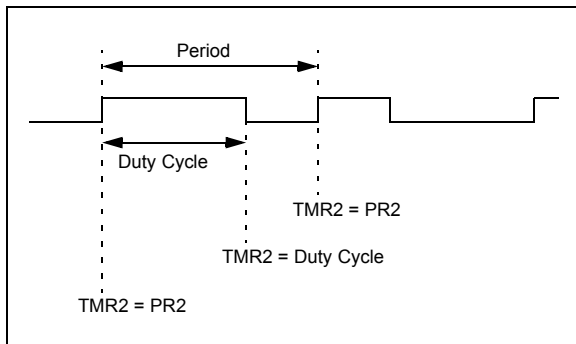 Period
Duty Cycle
TMR2 = PR2
TMR2 = Duty Cycle
TMR2 = PR2